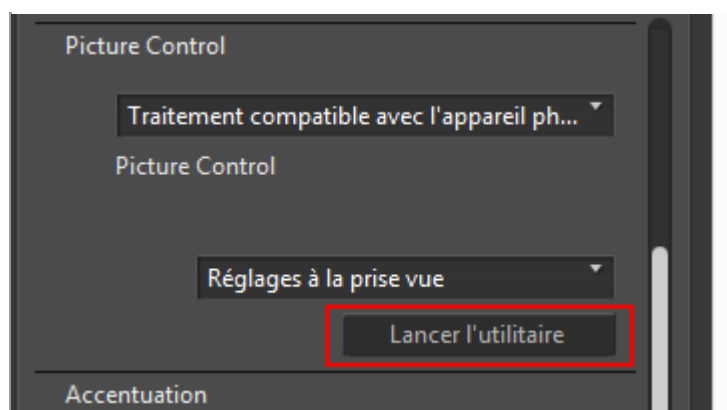 Picture Control
Traitement compatible avec l'appareil ph...
Picture Control
Réglages à la prise vue
Lancer l'utilitaire
Accentuation